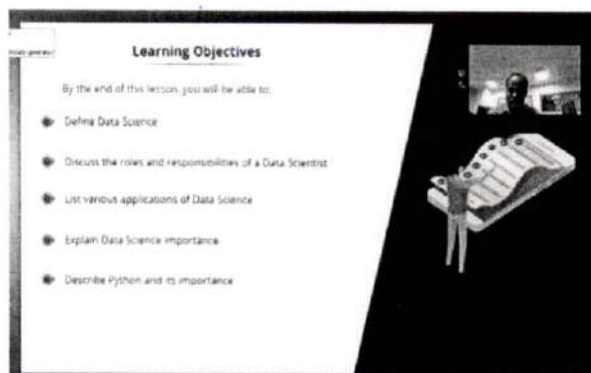 Learning Objectives
By the end of this lesson, you will be able to:
Define Data Science
Discuss the roles and responsibilities of a Data Scientist
List various applications of Data Science
Explain Data Science importance
Describe Python and its importance